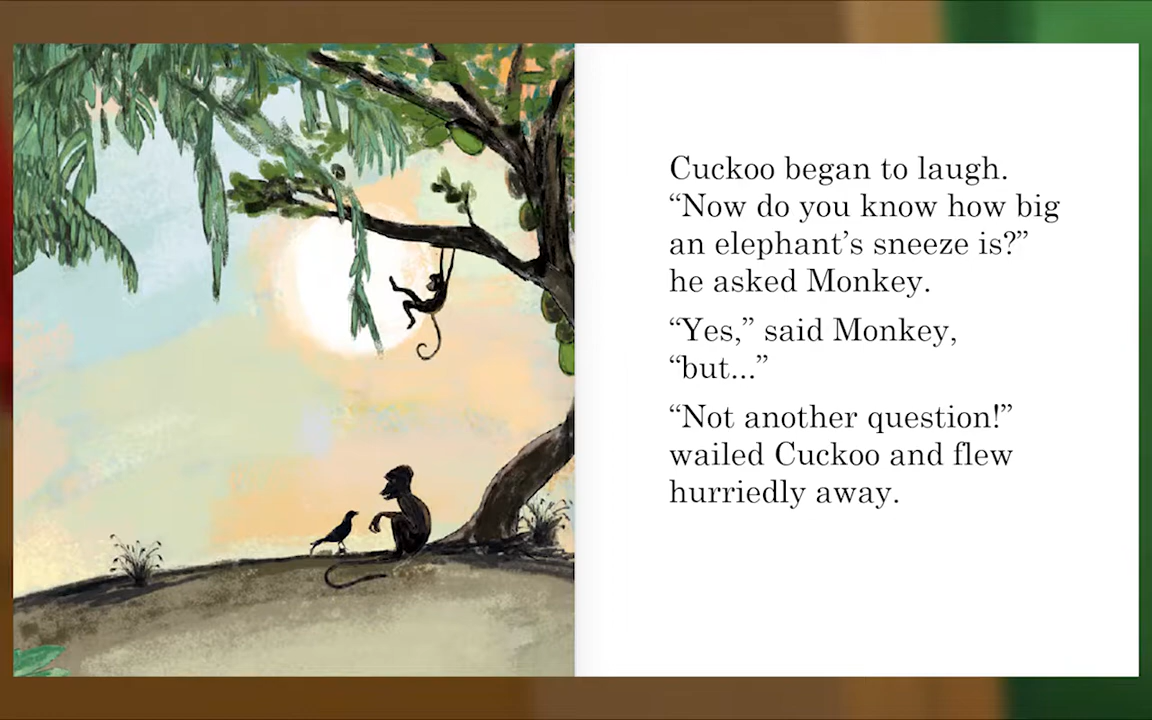 Cuckoo began to laugh.
“Now do you know how big
an elephant’s sneeze is?”
he asked Monkey.
“Yes,” said Monkey,
“but...”
“Not another question!”
wailed Cuckoo and flew
hurriedly away.